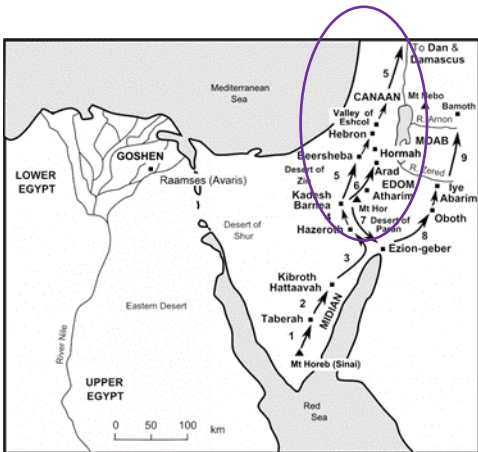 To Dan &
Damascus
5
Mediterranean
Sea
CANAAN
Mt Nebo
Bamoth
Valley of
Eshcol
R. Arnon
Hebron
MOAB
9
GOSHEN
Hormah
Beersheba
Arad
R. Zered
LOWER
EGYPT
Raamses (Avaris)
Desert of
Zin
5
6
EDOM
Iye
Abarim
Kadesh
Barnea
Atharim
Mt Hor
Oboth
4
7
Desert of
Paran
Desert of
Shur
Hazeroth
8
Ezion-geber
3
Kibroth
Hattaavah
Eastern Desert
2
MIDIAN
Taberah
1
River Nile
Mt Horeb (Sinai)
UPPER
EGYPT
Red
Sea
0
50
100
km